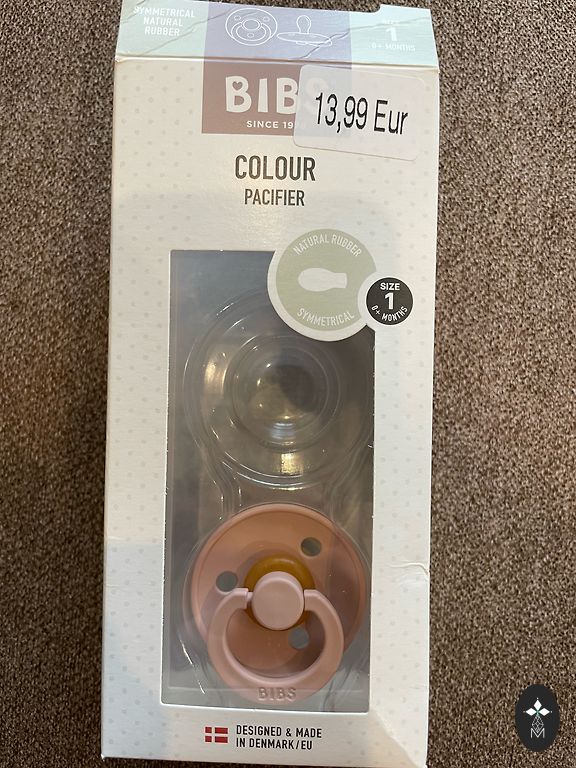 SYMMETRICAL
NATURAL
RUBBER
SIZE
1
0+ MONTHS
BIBS
13,99 Eur
SINCE 19
COLOUR
PACIFIER
NATURAL RUBBER
SYMMETRICAL
SIZE
1
0+ MONTHS
BIBS
DESIGNED & MADE
IN DENMARK/EU
M